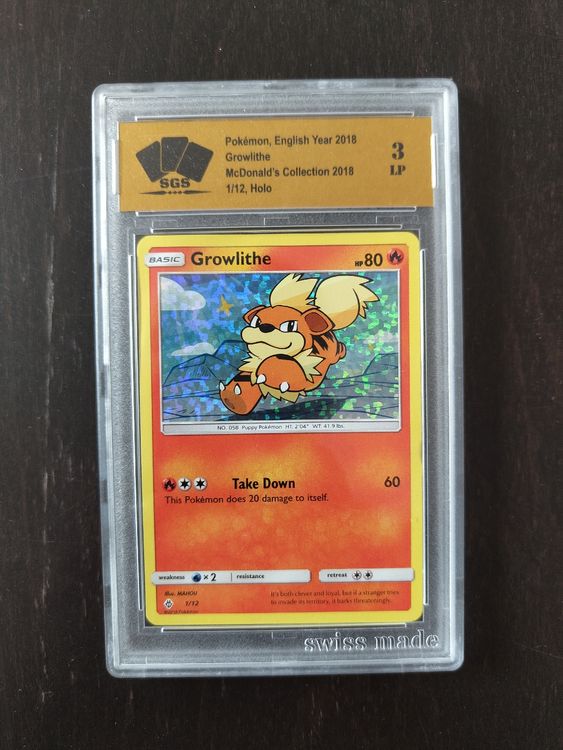 Pokémon, English Year 2018
Growlithe
McDonald's Collection 2018
1/12, Holo
3
LP
SGS
BASIC Growlithe HP 80
NO. 058 Puppy Pokémon HT: 2'04" WT: 41.9 lbs.
Take Down 60
This Pokémon does 20 damage to itself.
weakness ×2 resistance retreat
Illus. MAHOU
1/12
It's both clever and loyal, but if a stranger tries
to invade its territory, it barks threateningly.
swiss made